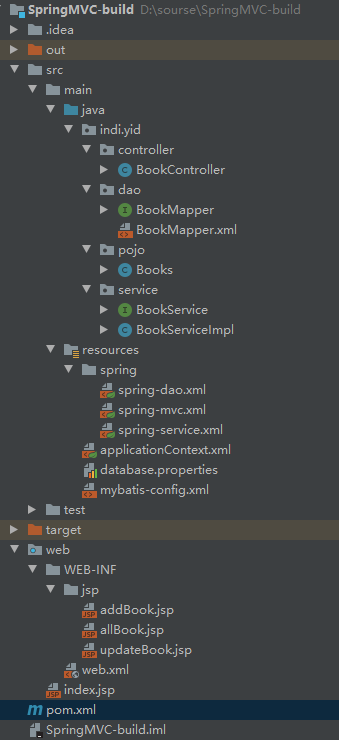 SpringMVC-build D:\sourse\SpringMVC-build
.idea
out
src
main
java
indi.yid
controller
BookController
dao
BookMapper
BookMapper.xml
pojo
Books
service
BookService
BookServiceImpl
resources
spring
spring-dao.xml
spring-mvc.xml
spring-service.xml
applicationContext.xml
database.properties
mybatis-config.xml
test
target
web
WEB-INF
jsp
addBook.jsp
allBook.jsp
updateBook.jsp
web.xml
index.jsp
pom.xml
SpringMVC-build.iml